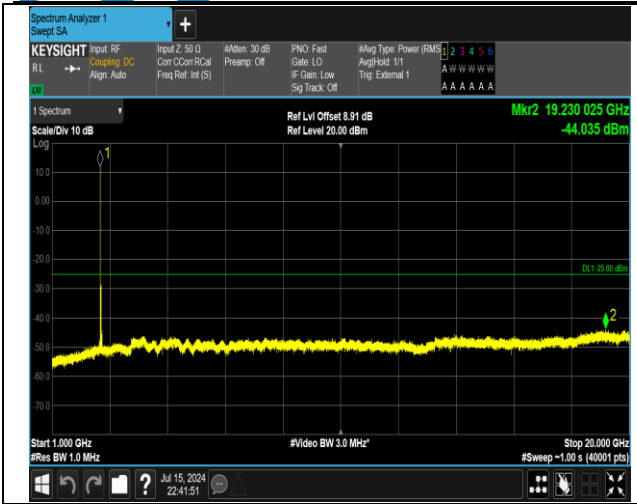 Spectrum Analyzer 1
Swept SA
KEYSIGHT
RL
Input: RF
Coupling: DC
Align: Auto
Input Z: 50 Ω
Corr CCorr RCal
Freq Ref: Int (S)
#Atten: 30 dB
Preamp: Off
PNO: Fast
Gate: LO
IF Gain: Low
Sig Track: Off
#Avg Type: Power (RMS
Avg|Hold: 1/1
Trig: External 1
1 2 3 4 5 6
A W W W W W
A A A A A A
1 Spectrum
Scale/Div 10 dB
Log
Ref Lvl Offset 8.91 dB
Ref Level 20.00 dBm
Mkr2 19.230 025 GHz
-44.035 dBm
1
10.0
0.00
-10.0
-20.0
DL1 -25.00 dBm
-30.0
-40.0
2
-50.0
-60.0
-70.0
Start 1.000 GHz
#Res BW 1.0 MHz
#Video BW 3.0 MHz*
Stop 20.000 GHz
#Sweep ~1.00 s (40001 pts)
Jul 15, 2024
22:41:51